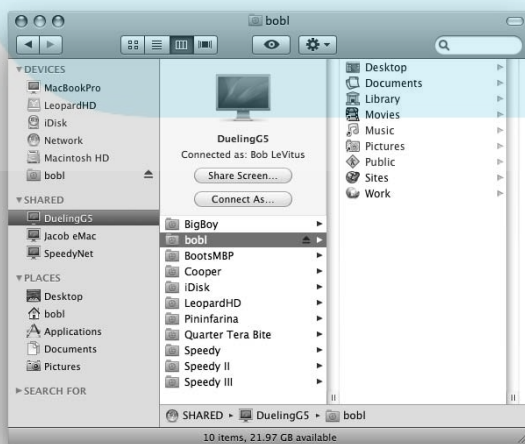 bobl
DEVICES
MacBookPro
LeopardHD
iDisk
Network
Macintosh HD
bobl
SHARED
DuelingG5
Jacob eMac
SpeedyNet
PLACES
Desktop
bobl
Applications
Documents
Pictures
SEARCH FOR
DuelingG5
Connected as: Bob LeVitus
Share Screen...
Connect As...
BigBoy
bobl
BootsMBP
Cooper
iDisk
LeopardHD
Pininfarina
Quarter Tera Bite
Speedy
Speedy II
Speedy III
Desktop
Documents
Library
Movies
Music
Pictures
Public
Sites
Work
SHARED ▸ DuelingG5 ▸ bobl
10 items, 21.97 GB available